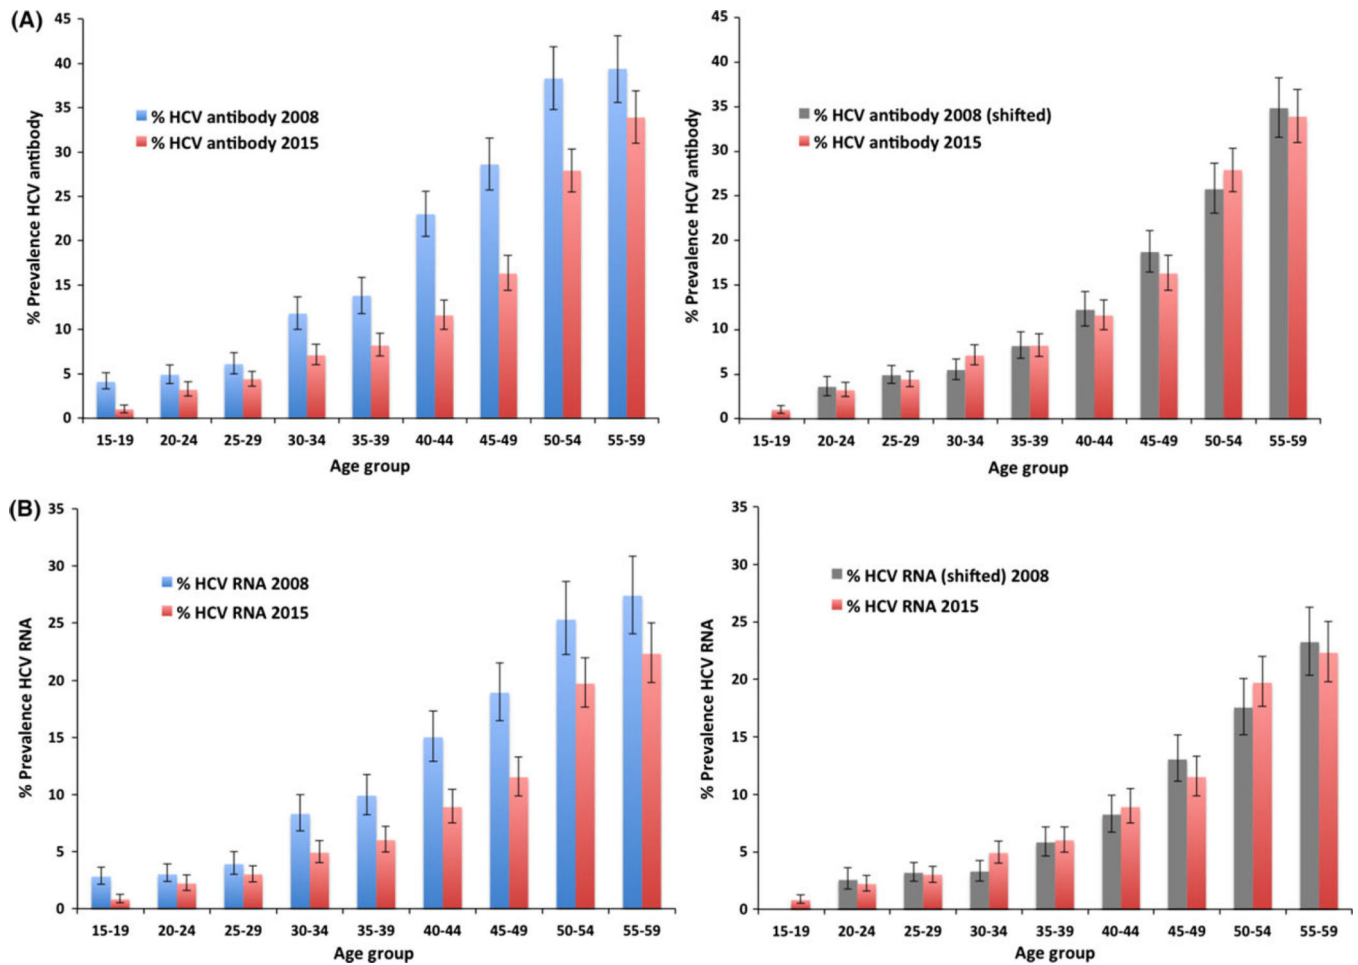 (A)
45
40
35
30
25
20
15
10
5
0
% Prevalence HCV antibody
% HCV antibody 2008
% HCV antibody 2015
15-19 20-24 25-29 30-34 35-39 40-44 45-49 50-54 55-59
Age group
45
40
35
30
25
20
15
10
5
0
% Prevalence HCV antibody
% HCV antibody 2008 (shifted)
% HCV antibody 2015
15-19 20-24 25-29 30-34 35-39 40-44 45-49 50-54 55-59
Age group
(B)
35
30
25
20
15
10
5
0
% Prevalence HCV RNA
% HCV RNA 2008
% HCV RNA 2015
15-19 20-24 25-29 30-34 35-39 40-44 45-49 50-54 55-59
Age group
35
30
25
20
15
10
5
0
% Prevalence HCV RNA
% HCV RNA (shifted) 2008
% HCV RNA 2015
15-19 20-24 25-29 30-34 35-39 40-44 45-49 50-54 55-59
Age group